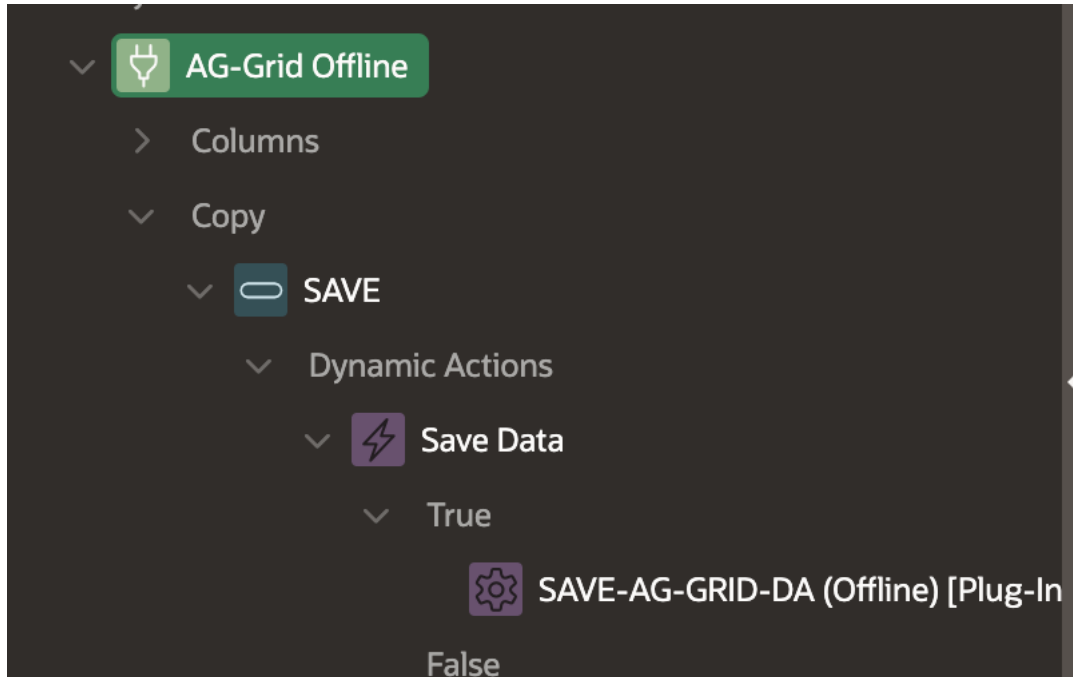 AG-Grid Offline
Columns
Copy
SAVE
Dynamic Actions
Save Data
True
SAVE-AG-GRID-DA (Offline) [Plug-In
False